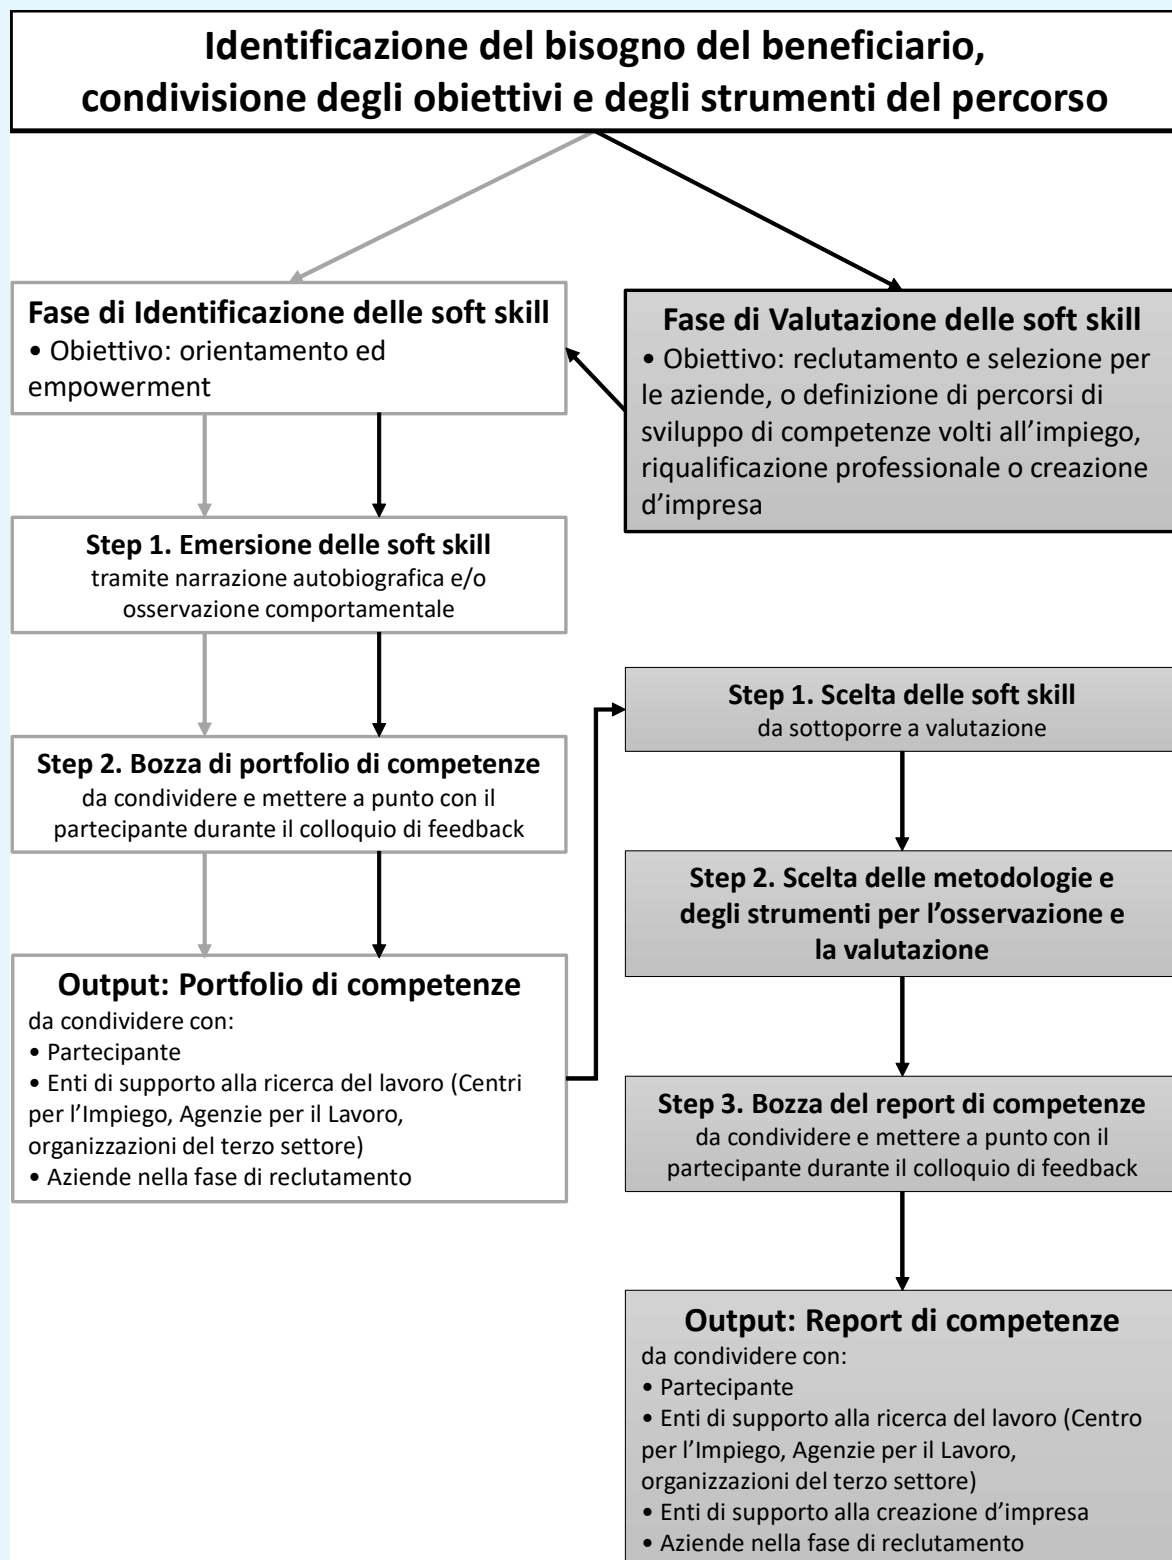 Identificazione del bisogno del beneficiario,
condivisione degli obiettivi e degli strumenti del percorso
Fase di Identificazione delle soft skill
• Obiettivo: orientamento ed
empowerment
Fase di Valutazione delle soft skill
• Obiettivo: reclutamento e selezione per
le aziende, o definizione di percorsi di
sviluppo di competenze volti all’impiego,
riqualificazione professionale o creazione
d’impresa
Step 1. Emersione delle soft skill
tramite narrazione autobiografica e/o
osservazione comportamentale
Step 2. Bozza di portfolio di competenze
da condividere e mettere a punto con il
partecipante durante il colloquio di feedback
Output: Portfolio di competenze
da condividere con:
• Partecipante
• Enti di supporto alla ricerca del lavoro (Centri
per l’Impiego, Agenzie per il Lavoro,
organizzazioni del terzo settore)
• Aziende nella fase di reclutamento
Step 1. Scelta delle soft skill
da sottoporre a valutazione
Step 2. Scelta delle metodologie e
degli strumenti per l’osservazione e
la valutazione
Step 3. Bozza del report di competenze
da condividere e mettere a punto con il
partecipante durante il colloquio di feedback
Output: Report di competenze
da condividere con:
• Partecipante
• Enti di supporto alla ricerca del lavoro (Centro
per l’Impiego, Agenzie per il Lavoro,
organizzazioni del terzo settore)
• Enti di supporto alla creazione d’impresa
• Aziende nella fase di reclutamento